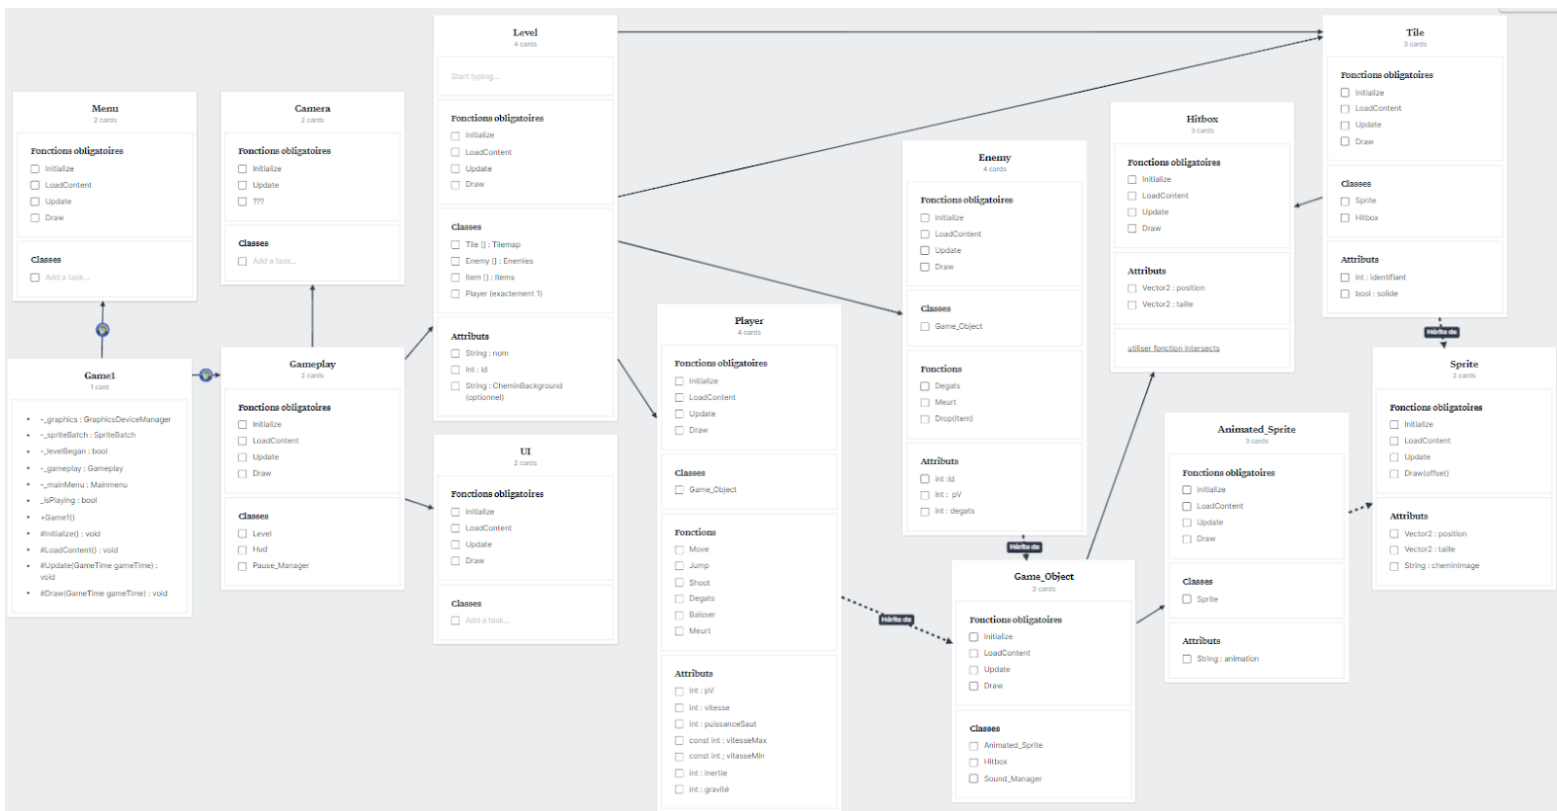 Menu
2 cards
Fonctions obligatoires
Initialize
LoadContent
Update
Draw
Classes
Add a task...
Camera
2 cards
Fonctions obligatoires
Initialize
Update
???
Classes
Add a task...
Level
4 cards
Start typing...
Fonctions obligatoires
Initialize
LoadContent
Update
Draw
Classes
Tile [] : Tilemap
Enemy [] : Enemies
Item [] : Items
Player (exactement 1)
Attributs
String : nom
Int : id
String : CheminBackground
(optionnel)
Game1
1 card
-_graphics : GraphicsDeviceManager
-_spriteBatch : SpriteBatch
-_levelBegan : bool
-_gameplay : Gameplay
-_mainMenu : Mainmenu
_isPlaying : bool
+Game1()
#Initialize() : void
#LoadContent() : void
#Update(GameTime gameTime) :
void
#Draw(GameTime gameTime) : void
Gameplay
2 cards
Fonctions obligatoires
Initialize
LoadContent
Update
Draw
Classes
Level
Hud
Pause_Manager
UI
2 cards
Fonctions obligatoires
Initialize
LoadContent
Update
Draw
Classes
Add a task...
Player
4 cards
Fonctions obligatoires
Initialize
LoadContent
Update
Draw
Classes
Game_Object
Fonctions
Move
Jump
Shoot
Degats
Baisser
Meurt
Attributs
int : pV
int : vitesse
int : puissanceSaut
const int : vitesseMax
const int ; vitasseMin
int : inertie
int : gravité
Enemy
4 cards
Fonctions obligatoires
Initialize
LoadContent
Update
Draw
Classes
Game_Object
Fonctions
Degats
Meurt
Drop(Item)
Attributs
int :id
int : pV
int : degats
Hérite de
Hérite de
Game_Object
2 cards
Fonctions obligatoires
Initialize
LoadContent
Update
Draw
Classes
Animated_Sprite
Hitbox
Sound_Manager
Hitbox
3 cards
Fonctions obligatoires
Initialize
LoadContent
Update
Draw
Attributs
Vector2 : position
Vector2 : taille
utiliser fonction intersects
Animated_Sprite
3 cards
Fonctions obligatoires
Initialize
LoadContent
Update
Draw
Classes
Sprite
Attributs
String : animation
Tile
3 cards
Fonctions obligatoires
Initialize
LoadContent
Update
Draw
Classes
Sprite
Hitbox
Attributs
int : identifiant
bool : solide
Hérite de
Sprite
2 cards
Fonctions obligatoires
Initialize
LoadContent
Update
Draw(offset)
Attributs
Vector2 : position
Vector2 : taille
String : cheminImage